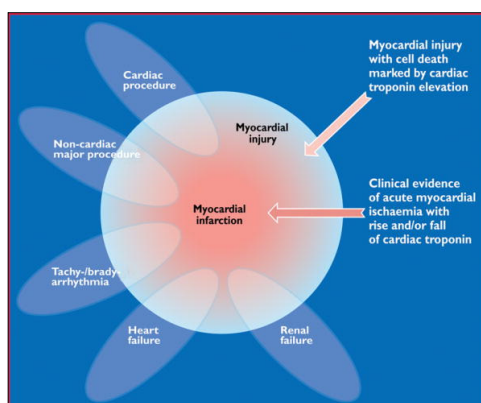 Cardiac
procedure
Non-cardiac
major procedure
Tachy-/brady-
arrhythmia
Heart
failure
Renal
failure
Myocardial
injury
Myocardial
infarction
Myocardial injury
with cell death
marked by cardiac
troponin elevation
Clinical evidence
of acute myocardial
ischaemia with
rise and/or fall
of cardiac troponin